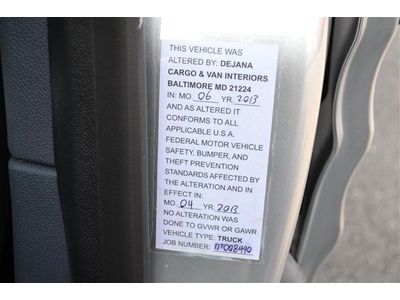 THIS VEHICLE WAS
ALTERED BY: DEJANA
CARGO & VAN INTERIORS
BALTIMORE MD 21224
IN: MO. 06 YR. 2013
AND AS ALTERED IT
CONFORMS TO ALL
APPLICABLE U.S.A.
FEDERAL MOTOR VEHICLE
SAFETY, BUMPER, AND
THEFT PREVENTION
STANDARDS AFFECTED BY
THE ALTERATION AND IN
EFFECT IN:
MO. 04 YR. 2013
NO ALTERATION WAS
DONE TO GVWR OR GAWR
VEHICLE TYPE: TRUCK
JOB NUMBER: